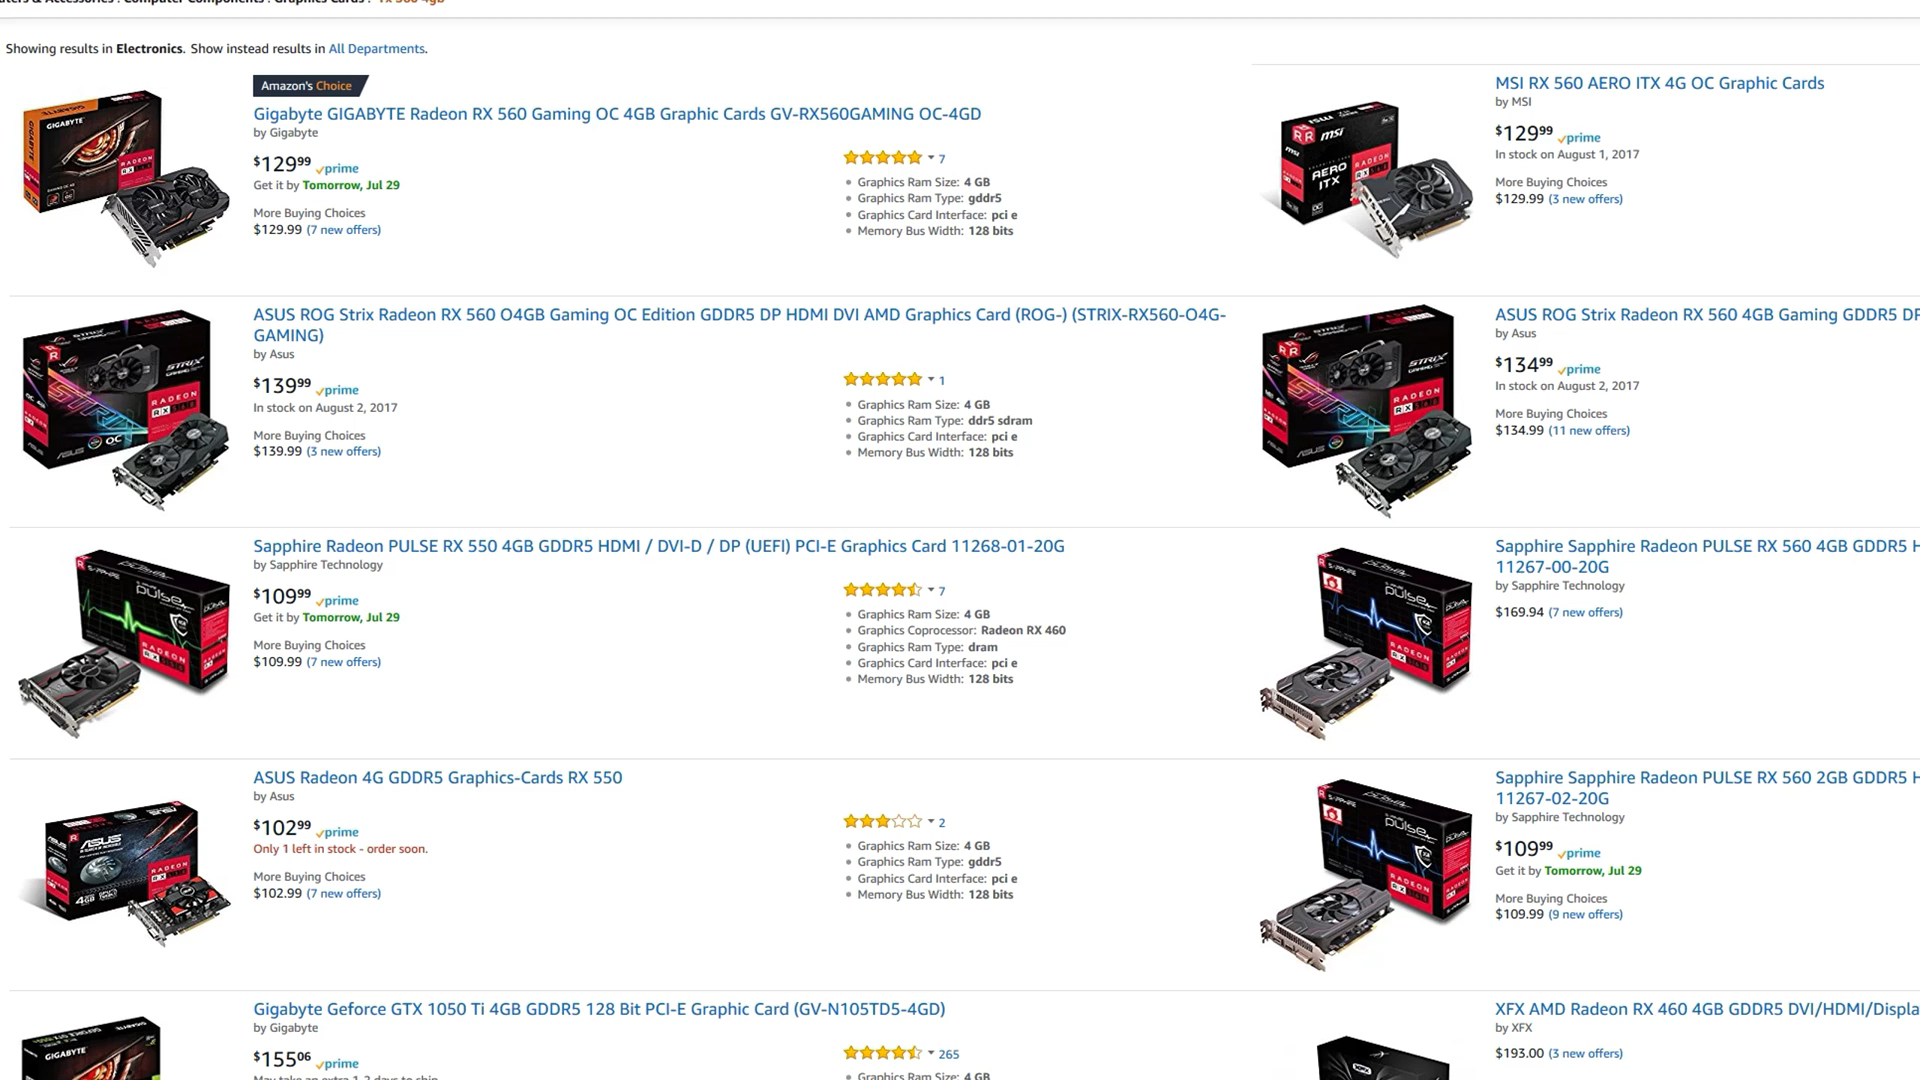 Showing results in Electronics. Show instead results in All Departments.
Amazon's Choice
Gigabyte GIGABYTE Radeon RX 560 Gaming OC 4GB Graphic Cards GV-RX560GAMING OC-4GD
by Gigabyte
$129.99 prime
Get it by Tomorrow, Jul 29
More Buying Choices
$129.99 (7 new offers)
7
Graphics Ram Size: 4 GB
Graphics Ram Type: gddr5
Graphics Card Interface: pci e
Memory Bus Width: 128 bits
MSI RX 560 AERO ITX 4G OC Graphic Cards
by MSI
$129.99 prime
In stock on August 1, 2017
More Buying Choices
$129.99 (3 new offers)
ASUS ROG Strix Radeon RX 560 O4GB Gaming OC Edition GDDR5 DP HDMI DVI AMD Graphics Card (ROG-) (STRIX-RX560-O4G-
GAMING)
by Asus
$139.99 prime
In stock on August 2, 2017
More Buying Choices
$139.99 (3 new offers)
1
Graphics Ram Size: 4 GB
Graphics Ram Type: ddr5 sdram
Graphics Card Interface: pci e
Memory Bus Width: 128 bits
ASUS ROG Strix Radeon RX 560 4GB Gaming GDDR5 DP
by Asus
$134.99 prime
In stock on August 2, 2017
More Buying Choices
$134.99 (11 new offers)
Sapphire Radeon PULSE RX 550 4GB GDDR5 HDMI / DVI-D / DP (UEFI) PCI-E Graphics Card 11268-01-20G
by Sapphire Technology
$109.99 prime
Get it by Tomorrow, Jul 29
More Buying Choices
$109.99 (7 new offers)
7
Graphics Ram Size: 4 GB
Graphics Coprocessor: Radeon RX 460
Graphics Ram Type: dram
Graphics Card Interface: pci e
Memory Bus Width: 128 bits
Sapphire Sapphire Radeon PULSE RX 560 4GB GDDR5 H
11267-00-20G
by Sapphire Technology
$169.94 (7 new offers)
ASUS Radeon 4G GDDR5 Graphics-Cards RX 550
by Asus
$102.99 prime
Only 1 left in stock - order soon.
More Buying Choices
$102.99 (7 new offers)
2
Graphics Ram Size: 4 GB
Graphics Ram Type: gddr5
Graphics Card Interface: pci e
Memory Bus Width: 128 bits
Sapphire Sapphire Radeon PULSE RX 560 2GB GDDR5 H
11267-02-20G
by Sapphire Technology
$109.99 prime
Get it by Tomorrow, Jul 29
More Buying Choices
$109.99 (9 new offers)
Gigabyte Geforce GTX 1050 Ti 4GB GDDR5 128 Bit PCI-E Graphic Card (GV-N105TD5-4GD)
by Gigabyte
$155.06 prime
265
Graphics Ram Size: 4 GB
XFX AMD Radeon RX 460 4GB GDDR5 DVI/HDMI/Displa
by XFX
$193.00 (3 new offers)